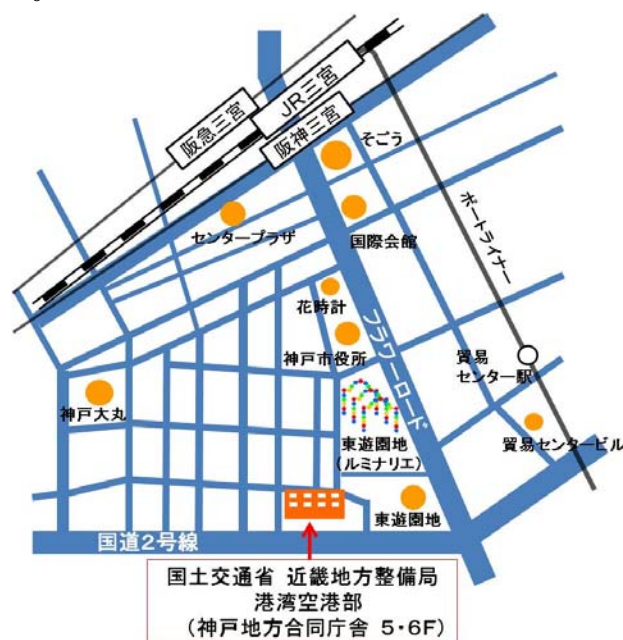 JR三宮
阪急三宮
阪神三宮
そごう
センタープラザ
国際会館
ポートライナー
花時計
フラワーロード
神戸市役所
貿易
センター駅
神戸大丸
東遊園地
(ルミナリエ)
貿易センタービル
東遊園地
国道2号線
国土交通省 近畿地方整備局
港湾空港部
(神戸地方合同庁舎 5・6F)